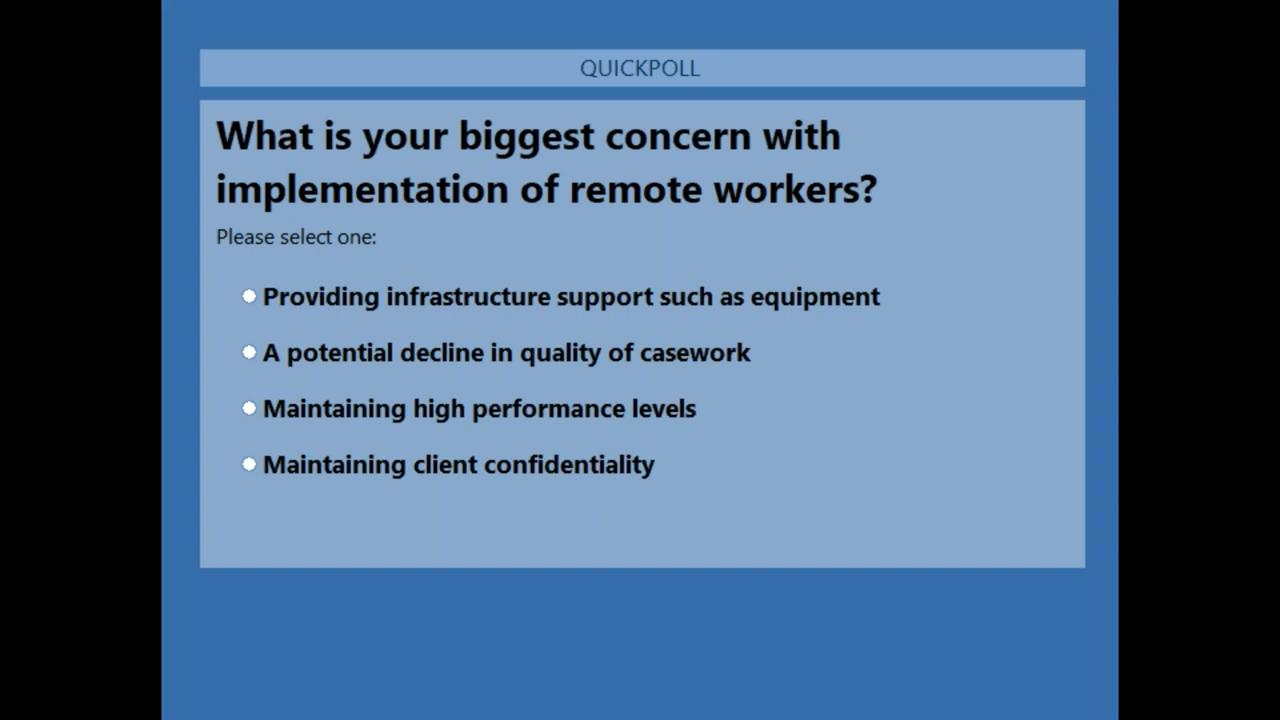 QUICKPOLL
What is your biggest concern with
implementation of remote workers?
Please select one:
Providing infrastructure support such as equipment
A potential decline in quality of casework
Maintaining high performance levels
Maintaining client confidentiality